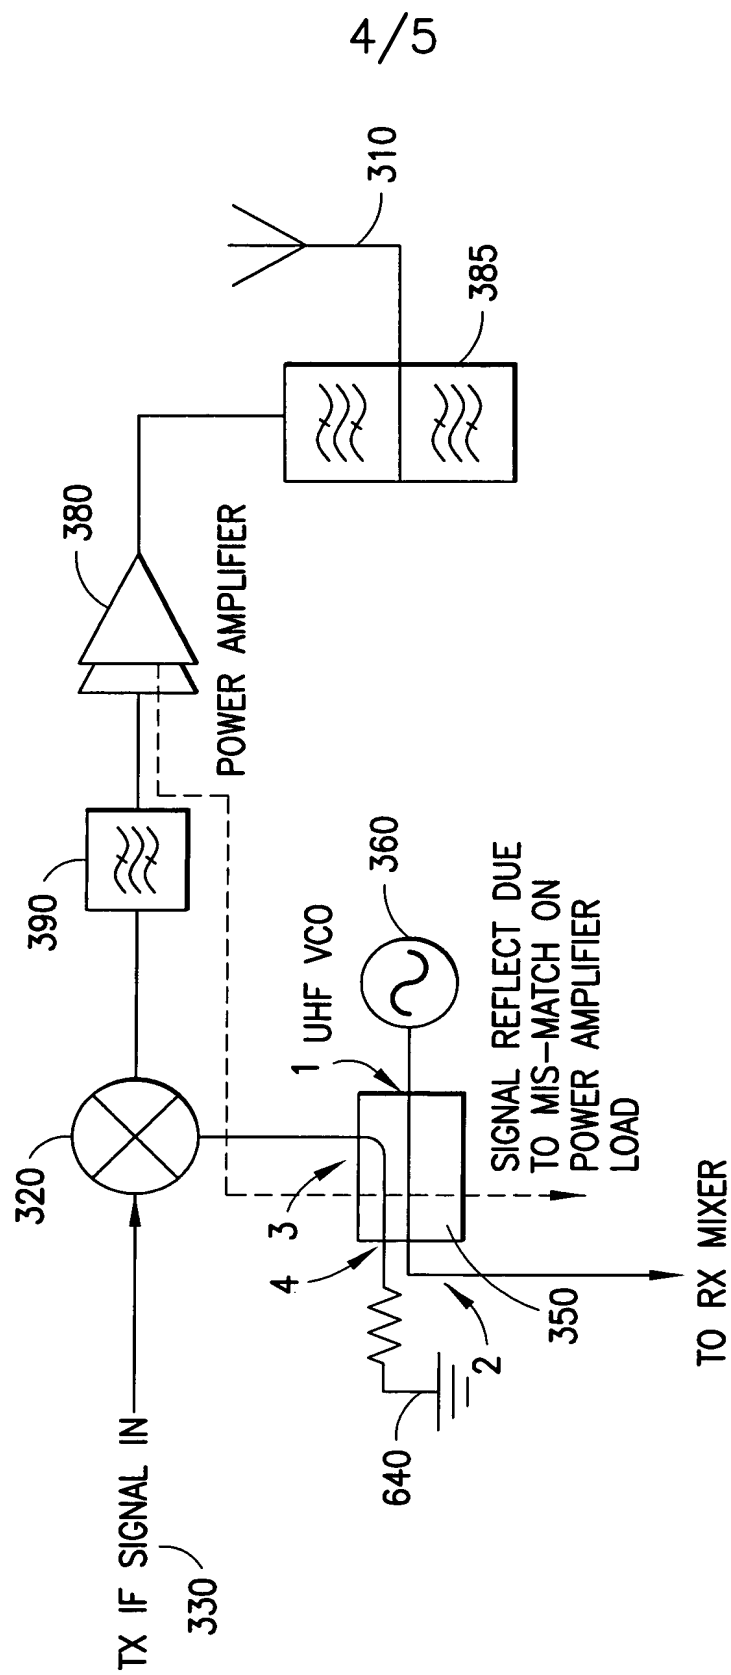 4/5
310
385
380
POWER AMPLIFIER
390
360
UHF VCO
1
SIGNAL REFLECT DUE
TO MIS-MATCH ON
POWER AMPLIFIER
LOAD
320
3
4
2
350
TO RX MIXER
640
TX IF SIGNAL IN
330